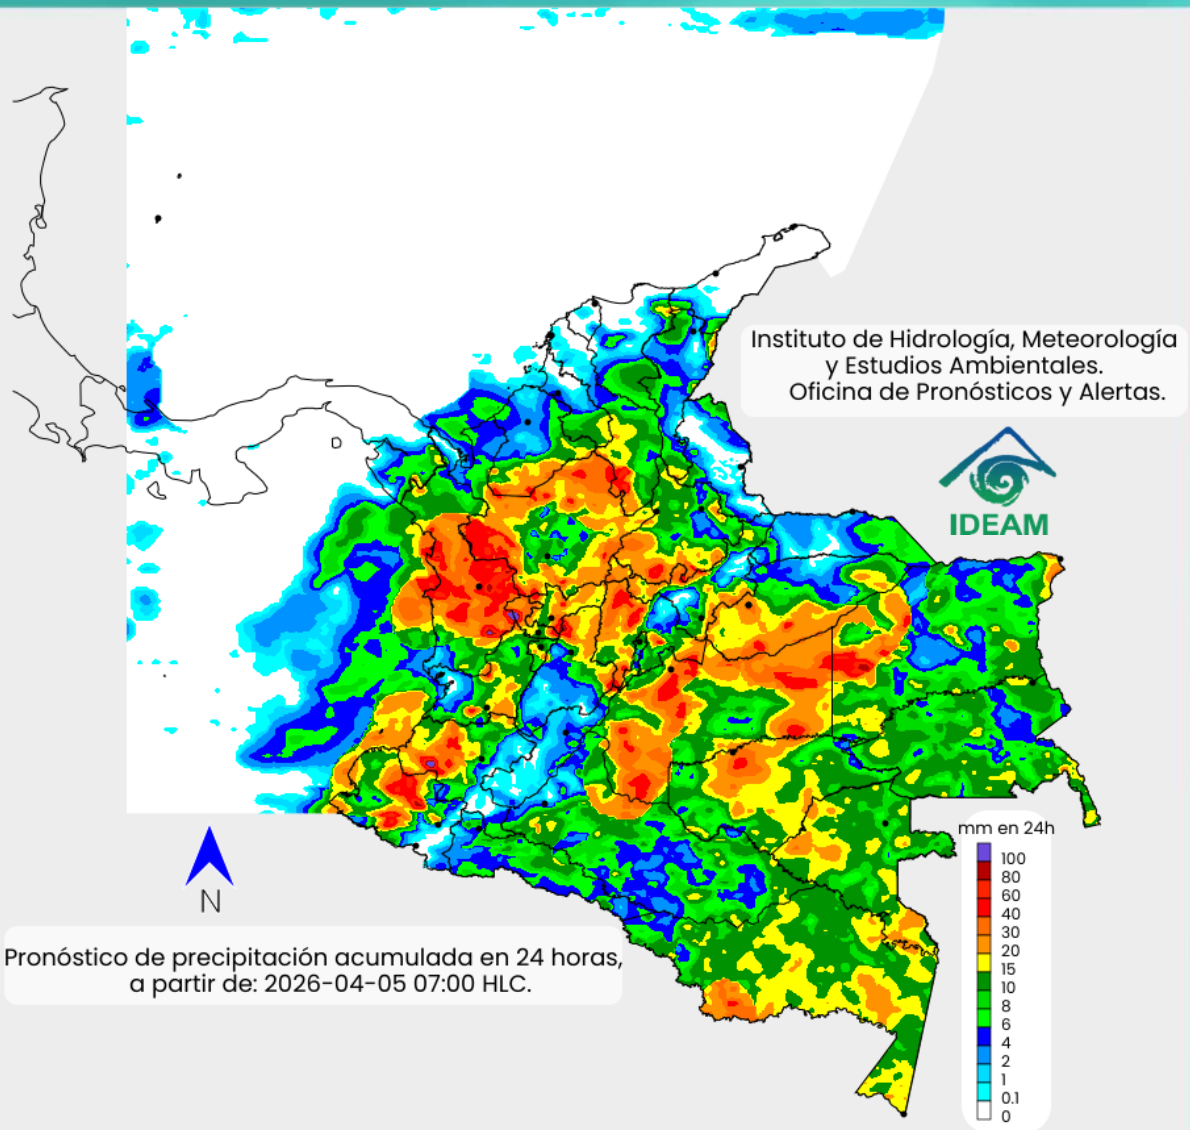 Instituto de Hidrología, Meteorología
y Estudios Ambientales.
Oficina de Pronósticos y Alertas.
IDEAM
mm en 24h
100
80
60
40
30
20
15
10
8
6
4
2
1
0.1
0
N
Pronóstico de precipitación acumulada en 24 horas,
a partir de: 2026-04-05 07:00 HLC.